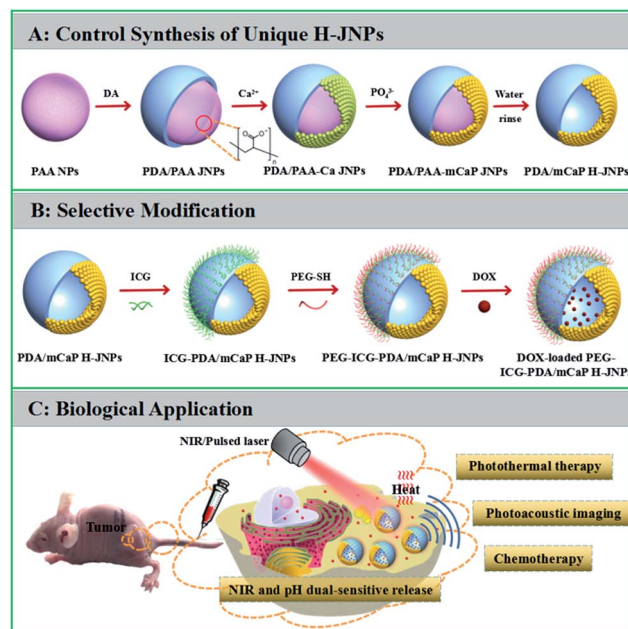 A: Control Synthesis of Unique H-JNPs
DA
Ca²⁺
PO₄³⁻
Water
rinse
n
PAA NPs
PDA/PAA JNPs
PDA/PAA-Ca JNPs
PDA/PAA-mCaP JNPs
PDA/mCaP H-JNPs
B: Selective Modification
ICG
PEG-SH
DOX
PDA/mCaP H-JNPs
ICG-PDA/mCaP H-JNPs
PEG-ICG-PDA/mCaP H-JNPs
DOX-loaded PEG-
ICG-PDA/mCaP H-JNPs
C: Biological Application
NIR/Pulsed laser
Tumor
Heat
Photothermal therapy
Photoacoustic imaging
Chemotherapy
NIR and pH dual-sensitive release